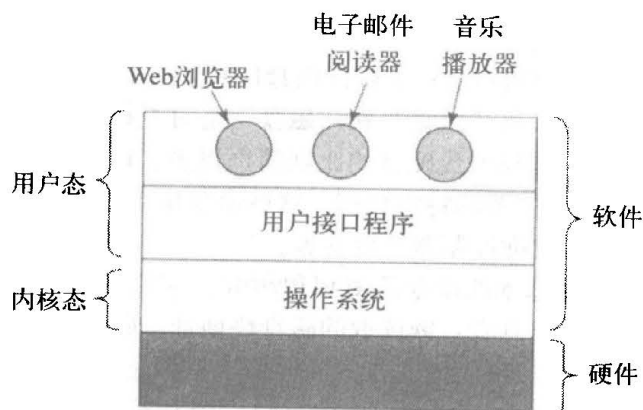 电子邮件
音乐
Web浏览器
阅读器
播放器
用户态
用户接口程序
软件
内核态
操作系统
硬件